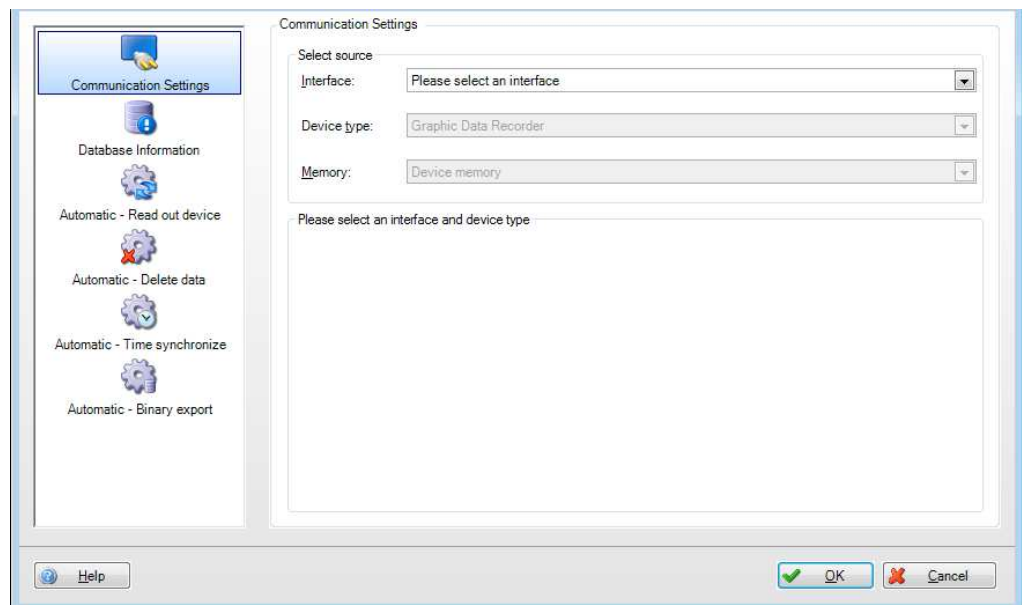 Communication Settings
Database Information
Automatic - Read out device
Automatic - Delete data
Automatic - Time synchronize
Automatic - Binary export
Communication Settings
Select source
Interface: Please select an interface
Device type: Graphic Data Recorder
Memory: Device memory
Please select an interface and device type
Help OK Cancel